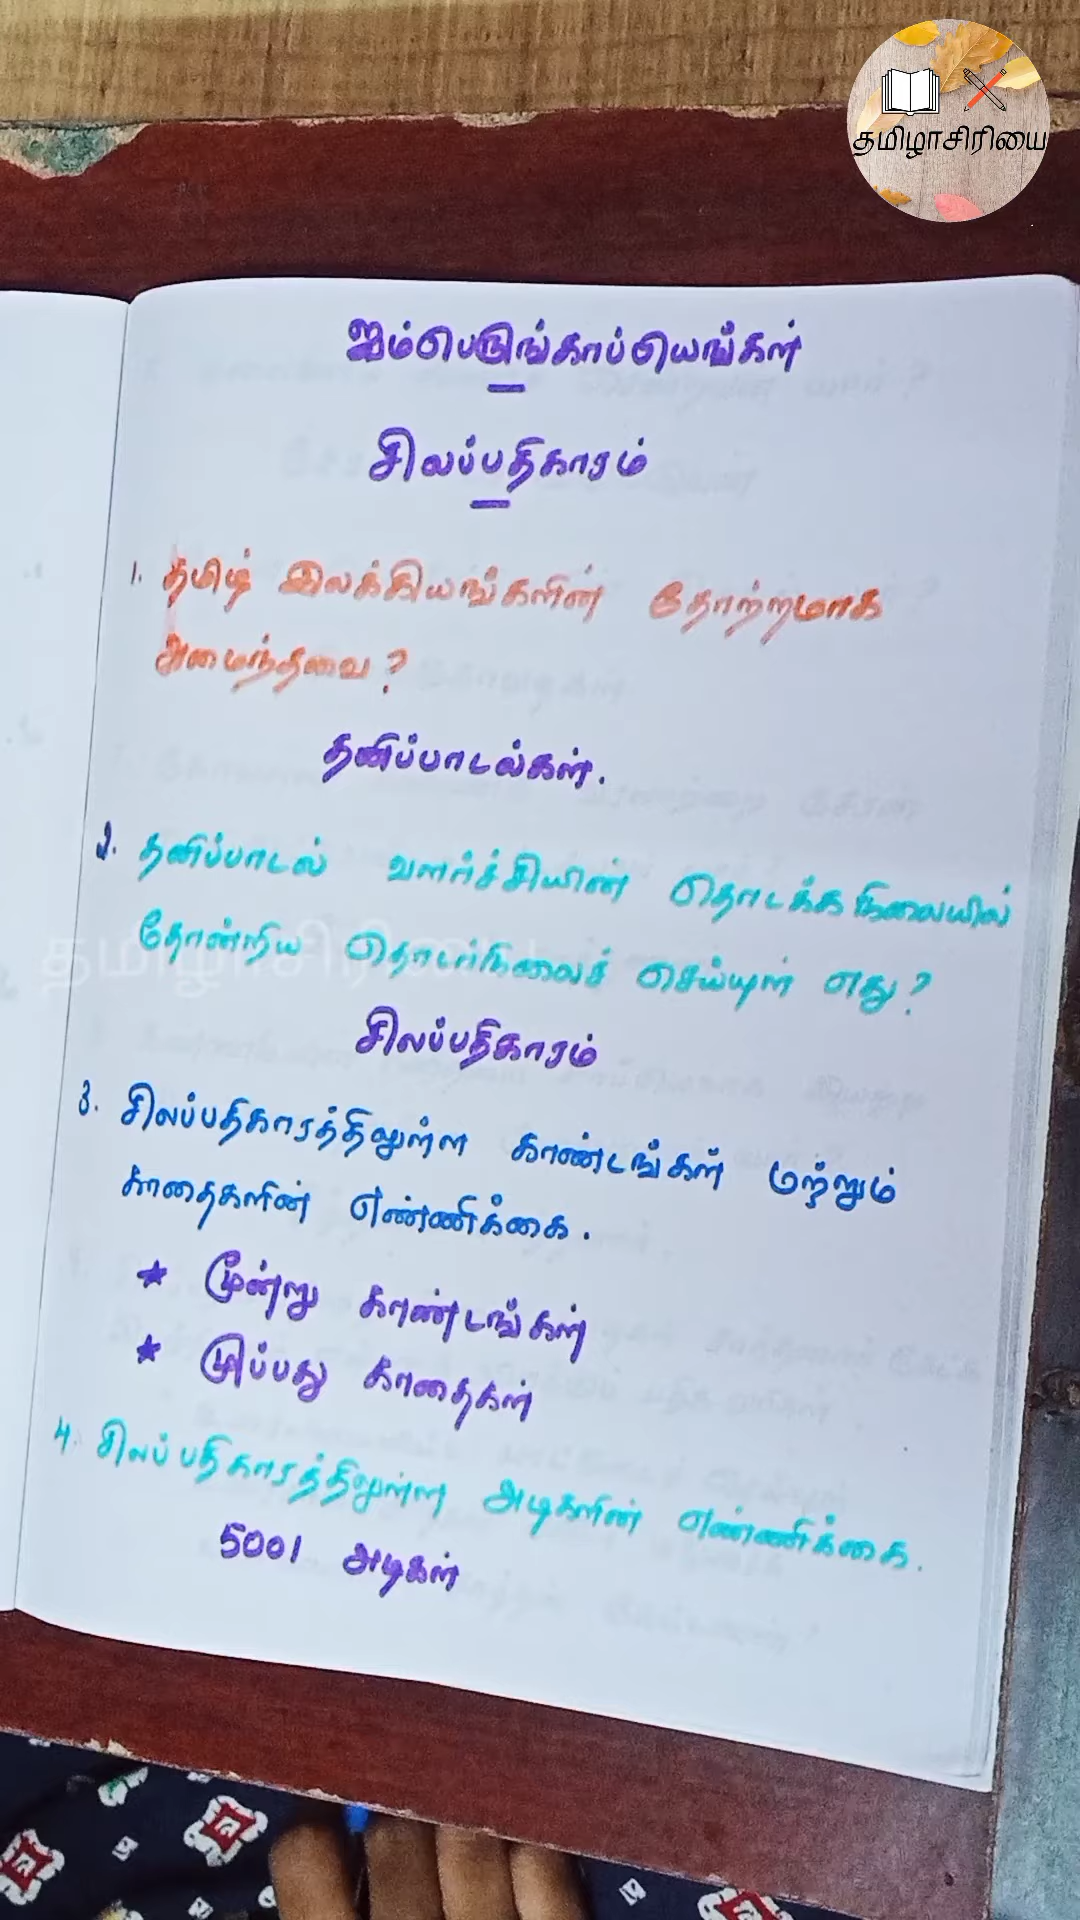 தமிழாசிரியை
ஐம்பெருங்காப்பியங்கள்
சிலப்பதிகாரம்
1. தமிழ் இலக்கியங்களின் தோற்றமாக
அமைந்தவை?
தனிப்பாடல்கள்.
2. தனிப்பாடல் வளர்ச்சியின் தொடக்க நிலையில்
தோன்றிய தொடர்நிலைச் செய்யுள் எது?
தமிழாசிரியை
சிலப்பதிகாரம்
3. சிலப்பதிகாரத்திலுள்ள காண்டங்கள் மற்றும்
காதைகளின் எண்ணிக்கை.
★ மூன்று காண்டங்கள்
★ முப்பது காதைகள்
4. சிலப்பதிகாரத்திலுள்ள அடிகளின் எண்ணிக்கை.
5001 அடிகள்